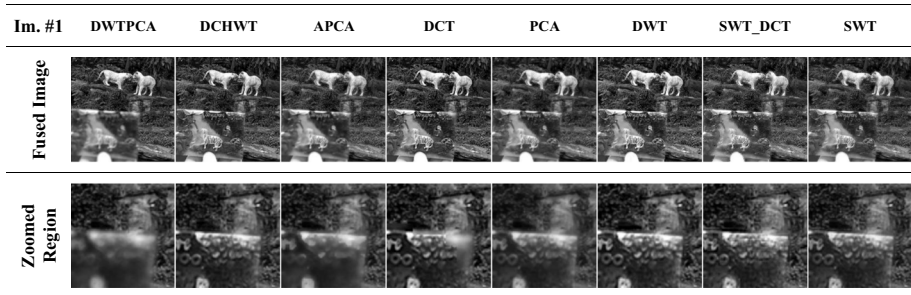 Im. #1 DWTPCA DCHWT APCA DCT PCA DWT SWT_DCT SWT
Fused Image
Zoomed
Region